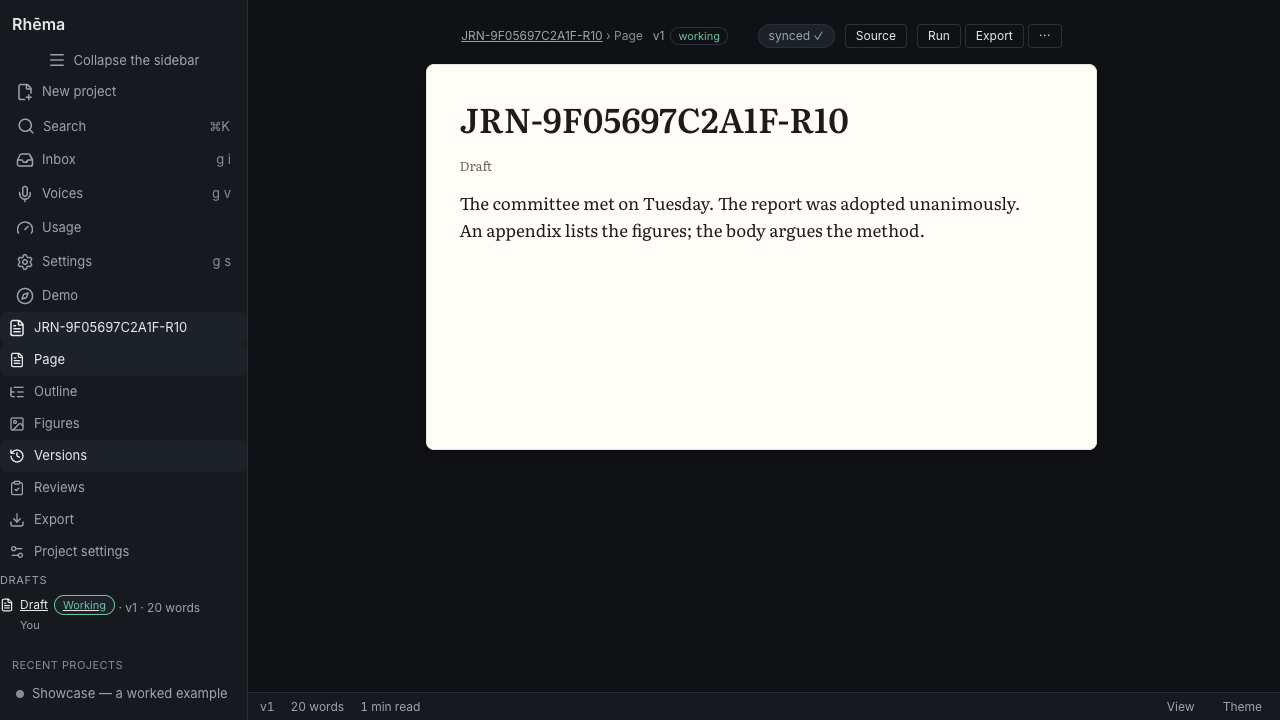 Rhēma
Collapse the sidebar
New project
Search ⌘K
Inbox g i
Voices g v
Usage
Settings g s
Demo
JRN-9F05697C2A1F-R10
Page
Outline
Figures
Versions
Reviews
Export
Project settings
DRAFTS
Draft Working · v1 · 20 words
You
RECENT PROJECTS
Showcase — a worked example
JRN-9F05697C2A1F-R10 › Page v1 working synced ✓ Source Run Export ···
JRN-9F05697C2A1F-R10
Draft
The committee met on Tuesday. The report was adopted unanimously.
An appendix lists the figures; the body argues the method.
v1 20 words 1 min read View Theme